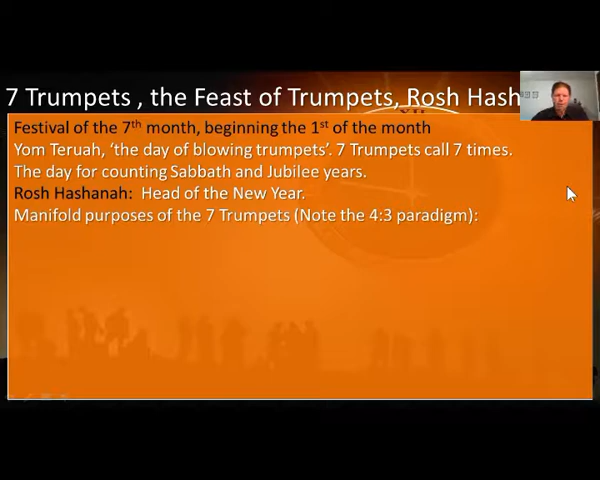 7 Trumpets , the Feast of Trumpets, Rosh Hash
XII
Festival of the 7th month, beginning the 1st of the month
Yom Teruah, 'the day of blowing trumpets'. 7 Trumpets call 7 times.
The day for counting Sabbath and Jubilee years.
Rosh Hashanah: Head of the New Year.
Manifold purposes of the 7 Trumpets (Note the 4:3 paradigm):